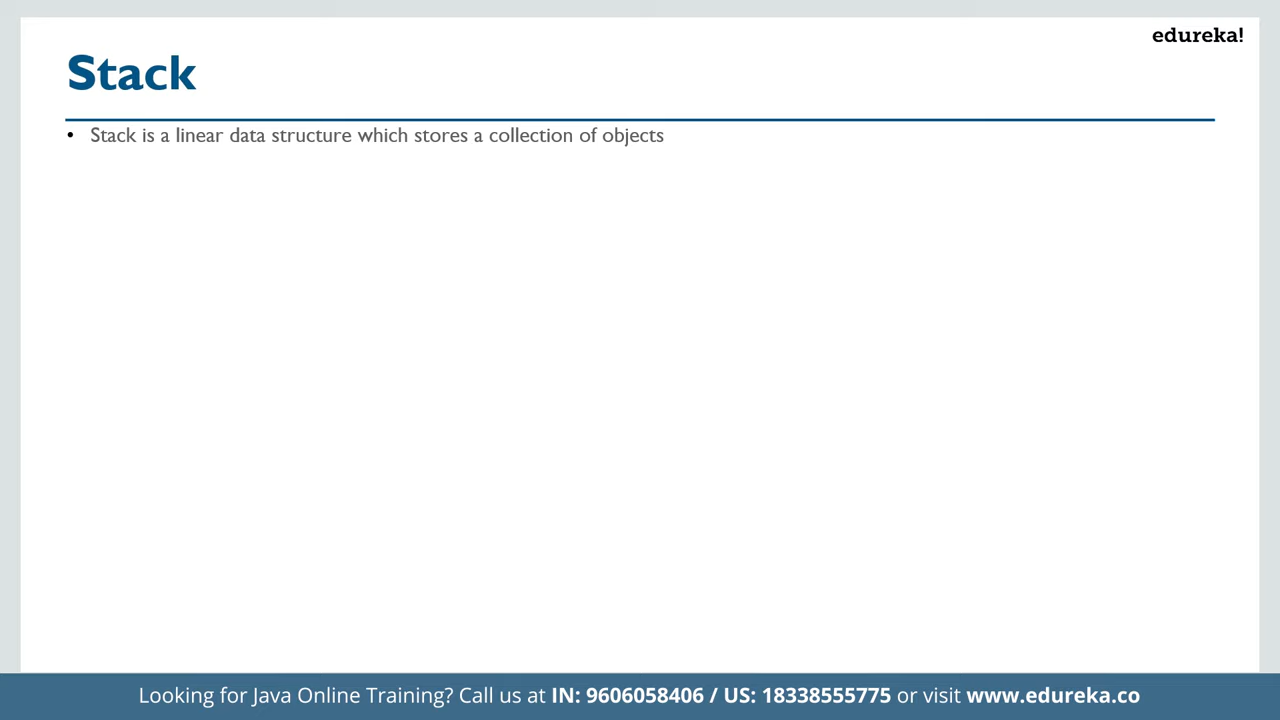 edureka!
Stack
• Stack is a linear data structure which stores a collection of objects
Looking for Java Online Training? Call us at IN: 9606058406 / US: 18338555775 or visit www.edureka.co